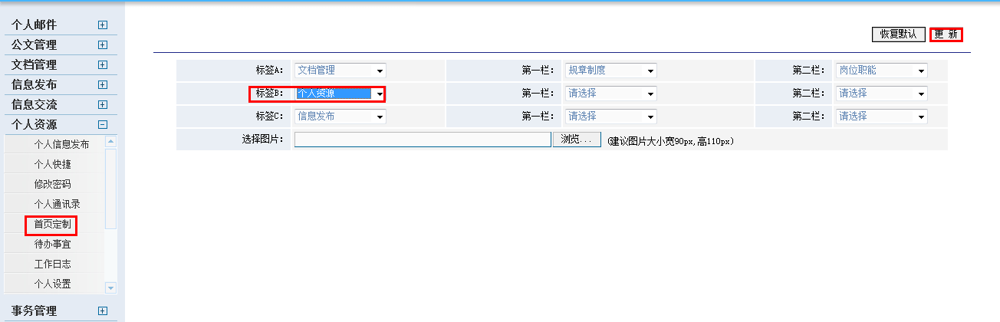 个人邮件
公文管理
文档管理
信息发布
信息交流
个人资源
个人信息发布
个人快捷
修改密码
个人通讯录
首页定制
待办事宜
工作日志
个人设置
事务管理
恢复默认 更 新
标签A： 文档管理 第一栏： 规章制度 第二栏： 岗位职能
标签B： 个人资源 第一栏： 请选择 第二栏： 请选择
标签C： 信息发布 第一栏： 请选择 第二栏： 请选择
选择图片： 浏览... (建议图片大小宽90px,高110px)